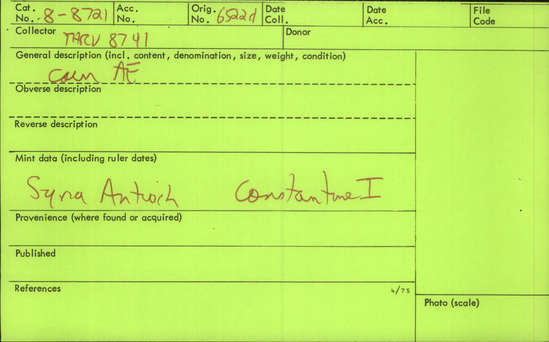 Cat. No. 8-8721 Acc. No. Orig. No. 6522d Date Coll. Date Acc. File Code
Collector THRU 8741 Donor
General description (incl. content, denomination, size, weight, condition)
coin AE
Obverse description
Reverse description
Mint data (including ruler dates)
Syria Antioch Constantine I
Provenience (where found or acquired)
Published
References 4/75
Photo (scale)